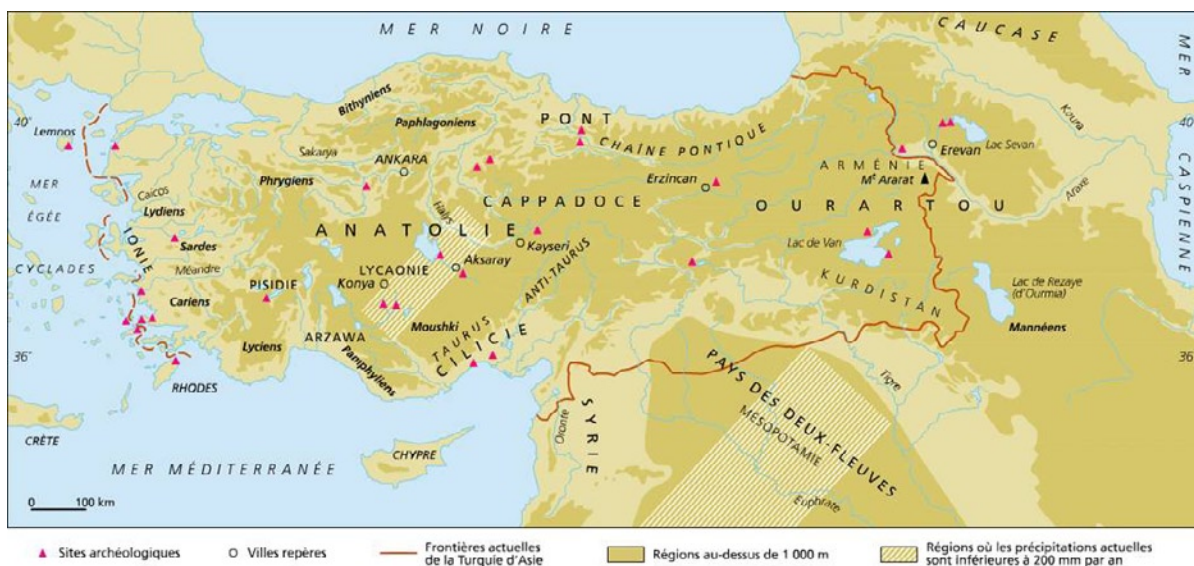 MER NOIRE
CAUCASE
MER CASPIENNE
40°
Lemnos
Bithyniens
Paphlagoniens
PONT
CHAÎNE PONTIQUE
Koura
40°
Lac Sevan
Erevan
Sakarya
ANKARA
Phrygiens
ARMÉNIE
Mt Ararat
Araxe
Erzincan
MER ÉGÉE
Caicos
Lydiens
Halys
CAPPADOCE
OURARTOU
IONIE
Sardes
ANATOLIE
Kayseri
Lac de Van
CYCLADES
Méandre
LYCAONIE
Aksaray
ANTI-TAURUS
KURDISTAN
Lac de Rezaye
(d'Ourmia)
PISIDIE
Konya
Cariens
Moushki
Mannéens
Lyciens
ARZAWA
TAURUS
CILICIE
36°
Pamphyliens
36°
RHODES
PAYS DES DEUX-FLEUVES
MÉSOPOTAMIE
Tigre
SYRIE
Oronte
CRÈTE
CHYPRE
MER MÉDITERRANÉE
Euphrate
0 100 km
Sites archéologiques
Villes repères
Frontières actuelles
de la Turquie d'Asie
Régions au-dessus de 1 000 m
Régions où les précipitations actuelles
sont inférieures à 200 mm par an